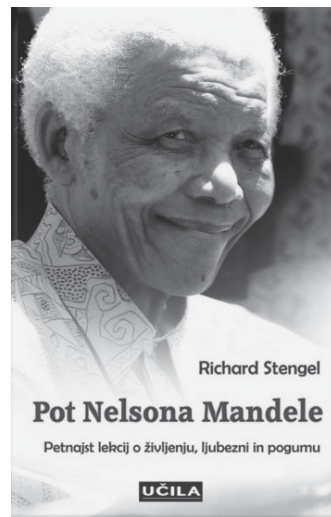 Richard Stengel
Pot Nelsona Mandele
Petnajst lekcij o življenju, ljubezni in pogumu
UČILA